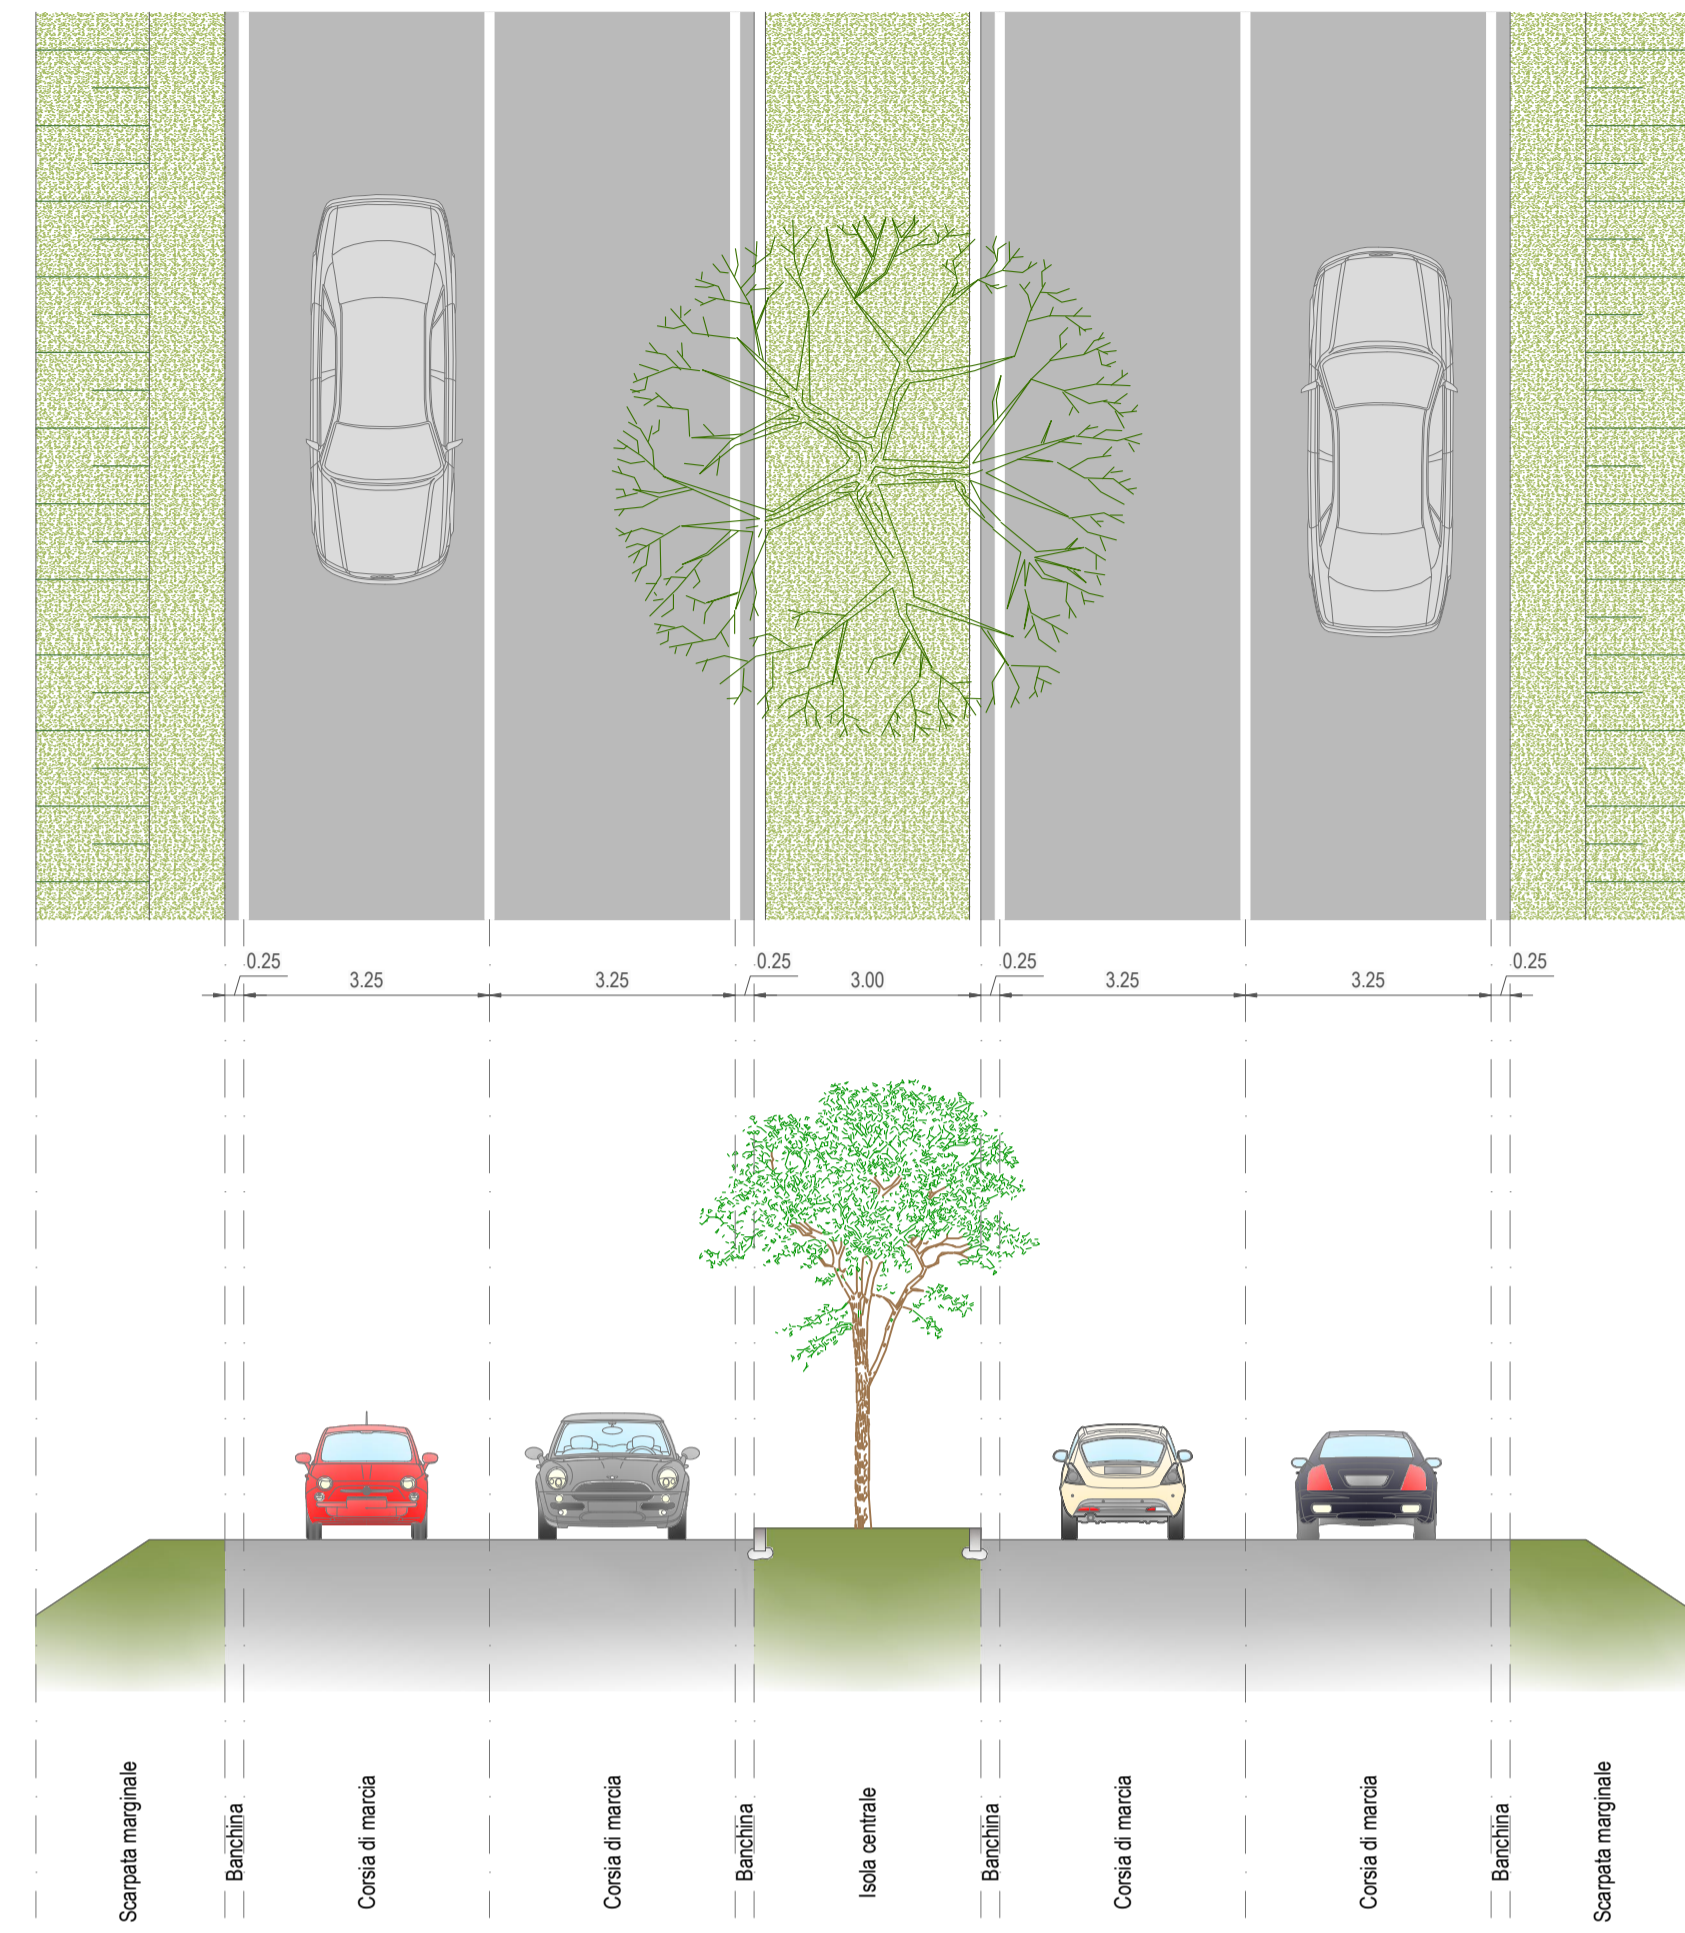 0.25 0.25 0.25 0.25
3.25 3.25 3.00 3.25 3.25
Scarpata marginale
Banchina
Corsia di marcia
Corsia di marcia
Banchina
Isola centrale
Banchina
Corsia di marcia
Corsia di marcia
Banchina
Scarpata marginale